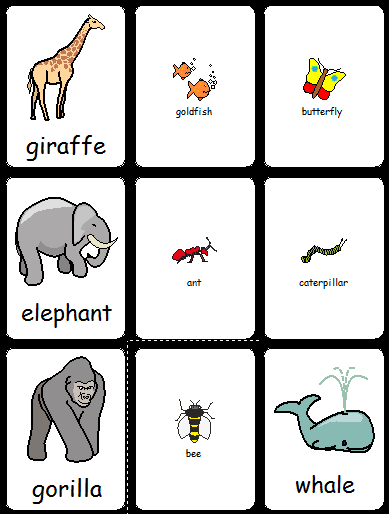 giraffe
goldfish
butterfly
elephant
ant
caterpillar
gorilla
bee
whale